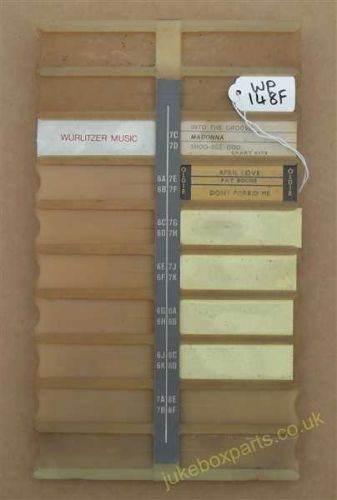 WP
148F
WURLITZER MUSIC
7C
7D
INTO THE GROOVE
MADONNA
SHOO-BEE DOO
CHART HITS
6A 7E
6B 7F
OLDIE
APRIL LOVE
PAT BOONE
DON'T FORBID ME
OLDIE
6C 7G
6D 7H
6E 7J
6F 7K
6G 8A
6H 8B
6J 8C
6K 8D
7A 8E
7B 8F
jukeboxparts.co.uk